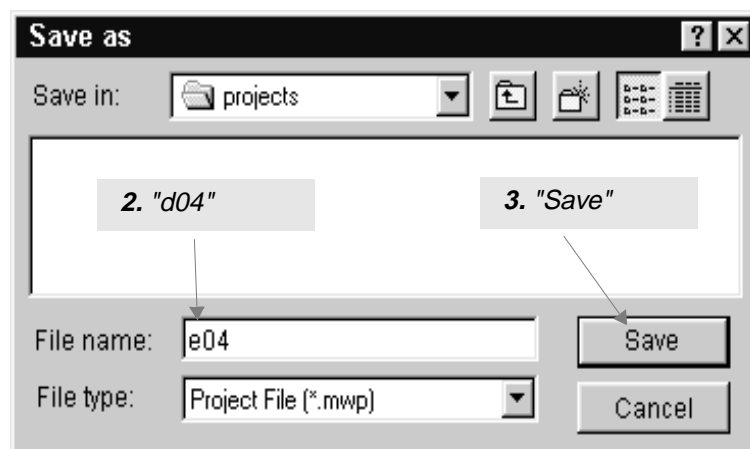 Save as
Save in: projects
2. "d04"
3. "Save"
File name: e04 Save
File type: Project File (*.mwp) Cancel